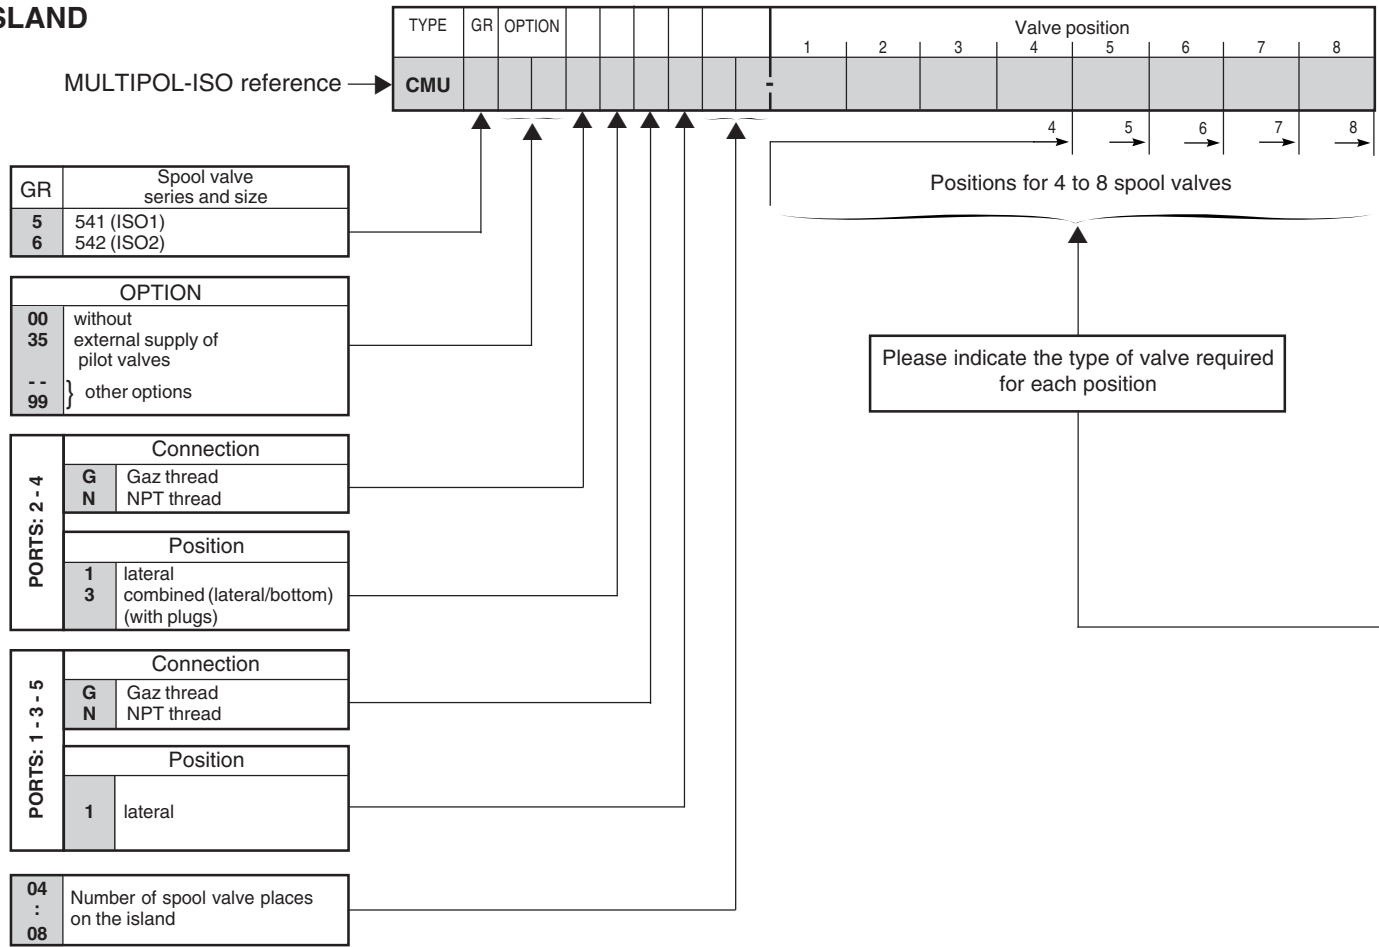 SLAND
TYPE GR OPTION Valve position
1 2 3 4 5 6 7 8
MULTIPOL-ISO reference CMU -
4 5 6 7 8
Positions for 4 to 8 spool valves
GR Spool valve
series and size
5 541 (ISO1)
6 542 (ISO2)
OPTION
00 without
35 external supply of
pilot valves
- -
99 } other options
Please indicate the type of valve required
for each position
PORTS: 2 - 4
Connection
G Gaz thread
N NPT thread
Position
1 lateral
3 combined (lateral/bottom)
(with plugs)
PORTS: 1 - 3 - 5
Connection
G Gaz thread
N NPT thread
Position
1 lateral
04
:
08
Number of spool valve places
on the island